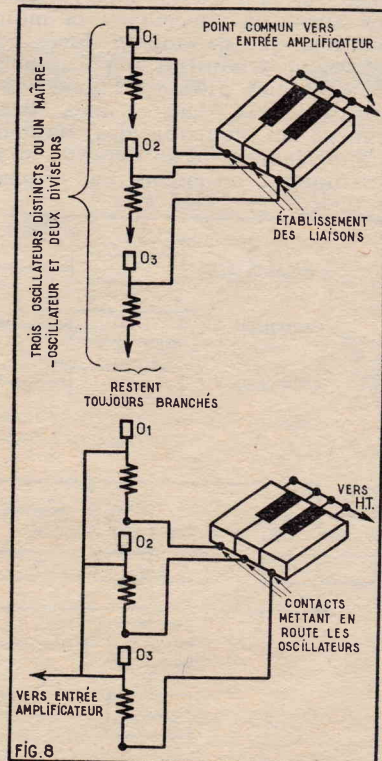 O1
POINT COMMUN VERS
ENTRÉE AMPLIFICATEUR
TROIS OSCILLATEURS DISTINCTS OU UN MAÎTRE-
-OSCILLATEUR ET DEUX DIVISEURS
O2
O3
ÉTABLISSEMENT
DES LIAISONS
RESTENT
TOUJOURS BRANCHÉS
O1
VERS
H.T.
O2
CONTACTS
METTANT EN
ROUTE LES
OSCILLATEURS
O3
VERS ENTRÉE
AMPLIFICATEUR
FIG.8